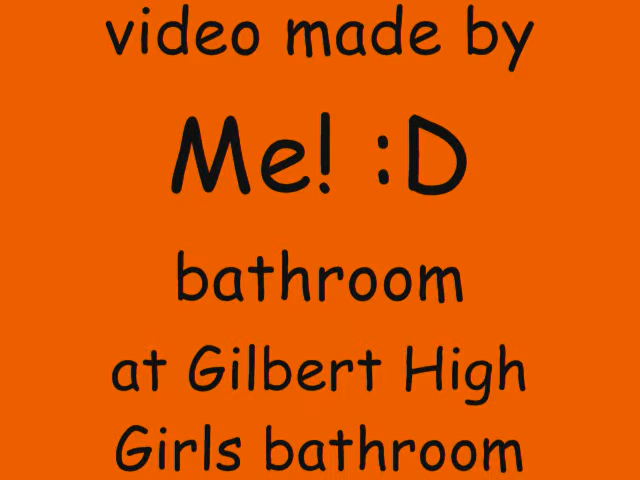 video made by
Me! :D
bathroom
at Gilbert High
Girls bathroom